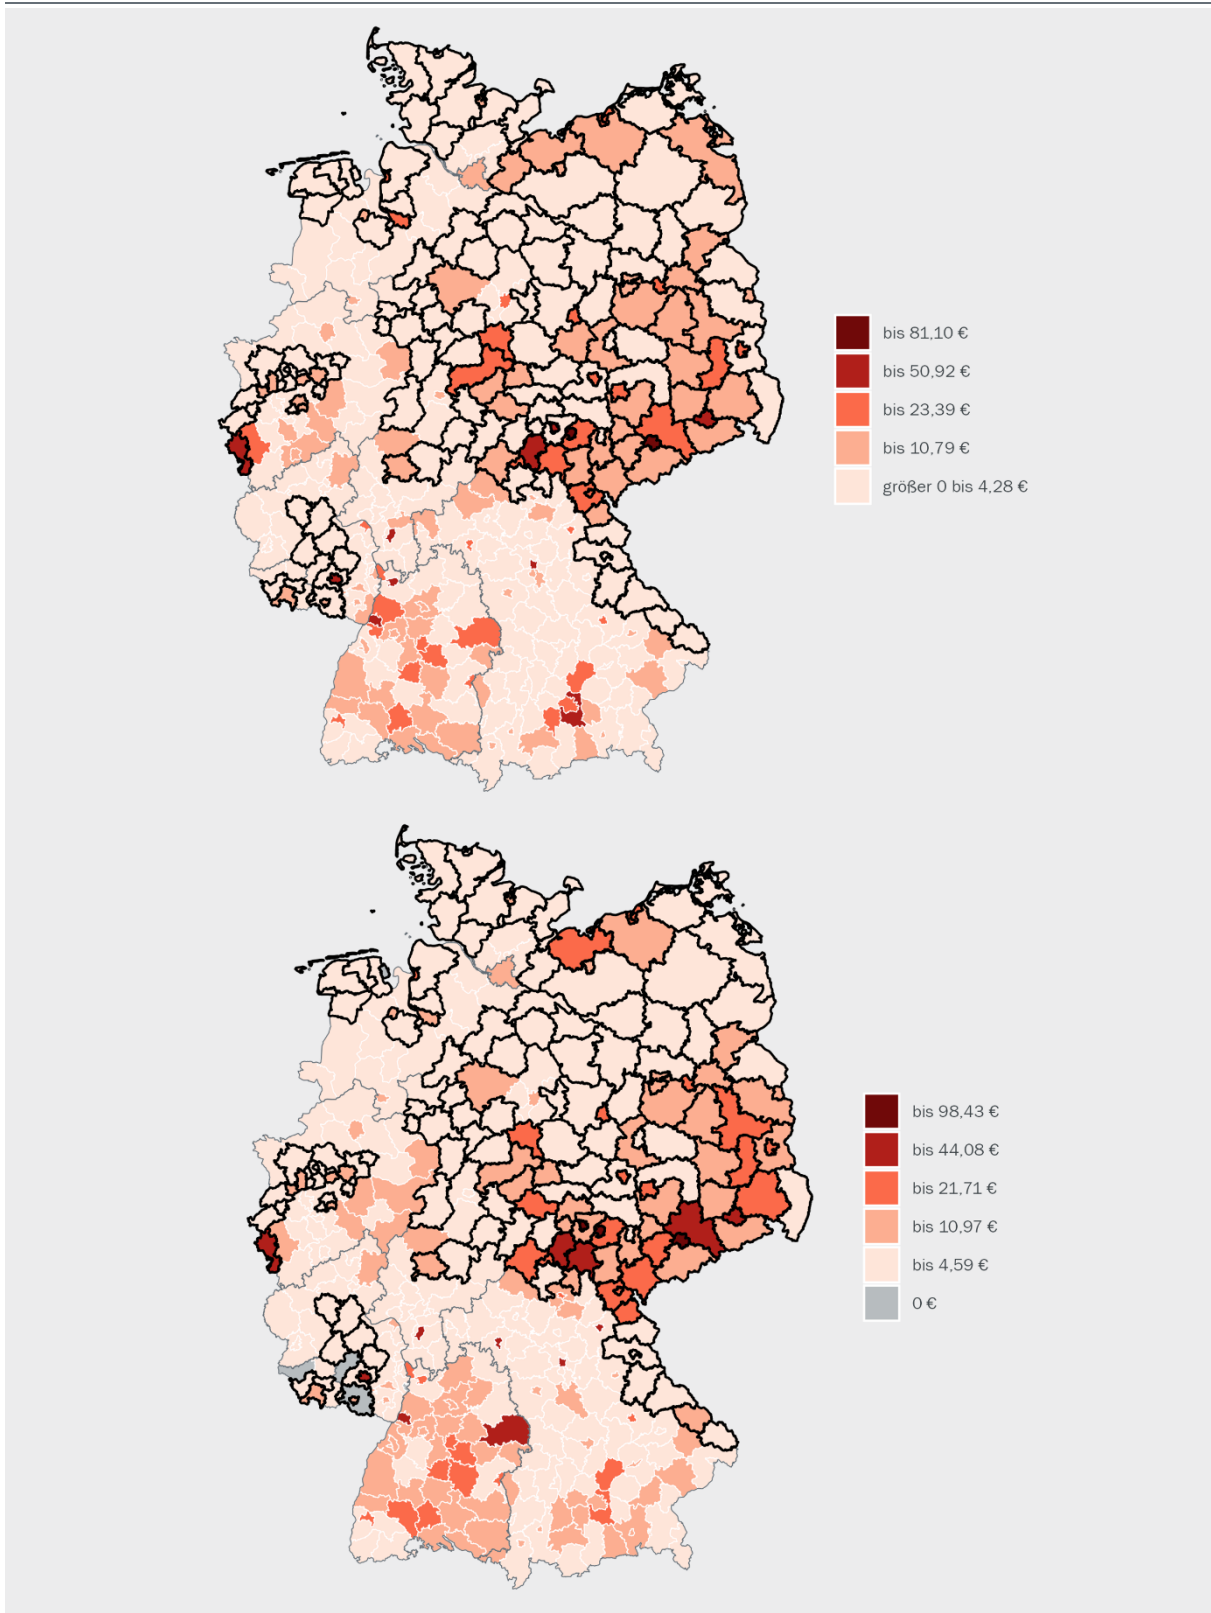 bis 81,10 €
bis 50,92 €
bis 23,39 €
bis 10,79 €
größer 0 bis 4,28 €
bis 98,43 €
bis 44,08 €
bis 21,71 €
bis 10,97 €
bis 4,59 €
0 €